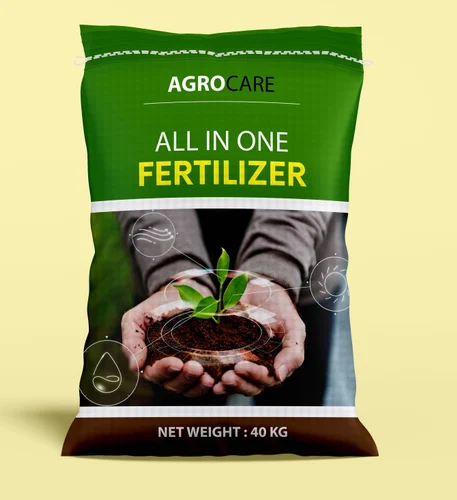 AGROCARE
ALL IN ONE
FERTILIZER
NET WEIGHT : 40 KG